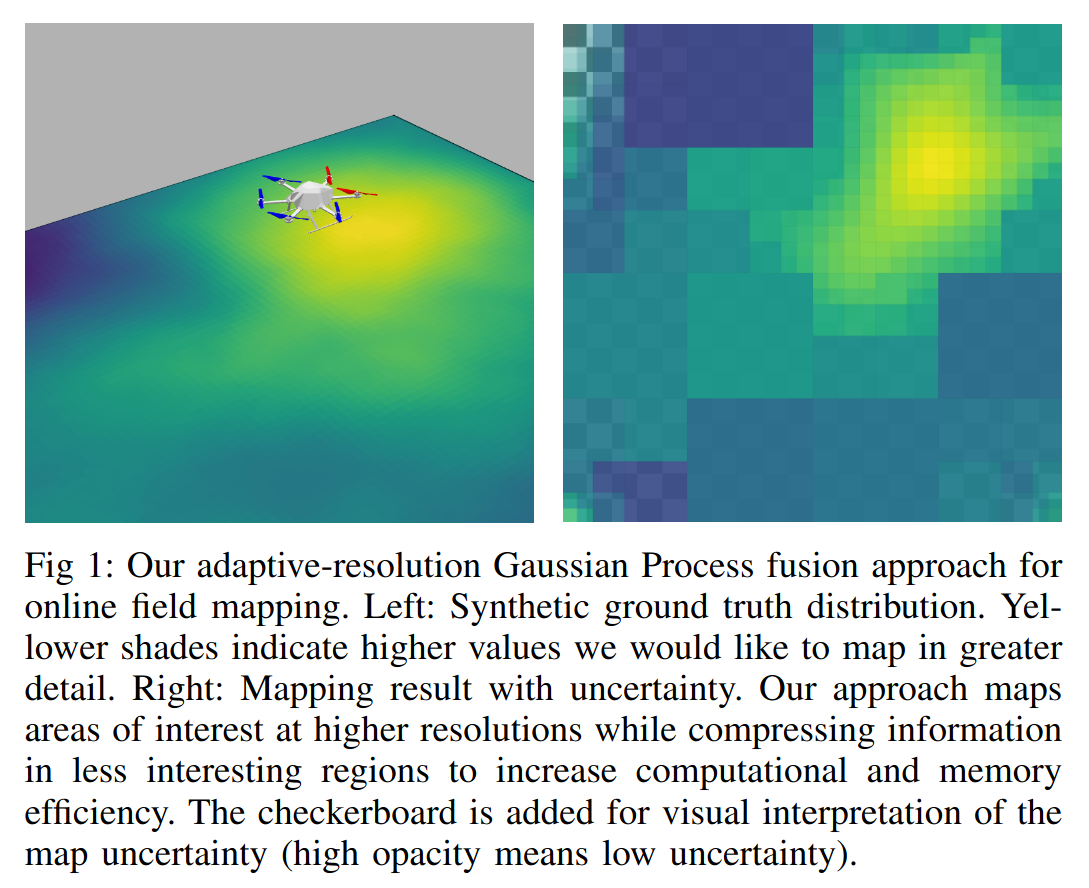 Fig 1: Our adaptive-resolution Gaussian Process fusion approach for
online field mapping. Left: Synthetic ground truth distribution. Yel-
lower shades indicate higher values we would like to map in greater
detail. Right: Mapping result with uncertainty. Our approach maps
areas of interest at higher resolutions while compressing information
in less interesting regions to increase computational and memory
efficiency. The checkerboard is added for visual interpretation of the
map uncertainty (high opacity means low uncertainty).